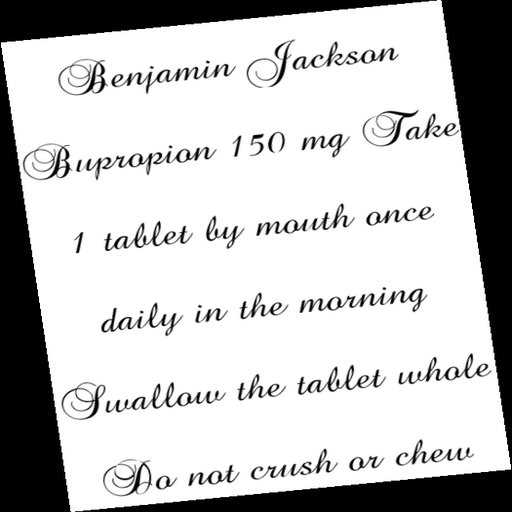 Benjamin Jackson
Bupropion 150 mg Take
1 tablet by mouth once
daily in the morning
Swallow the tablet whole
Do not crush or chew